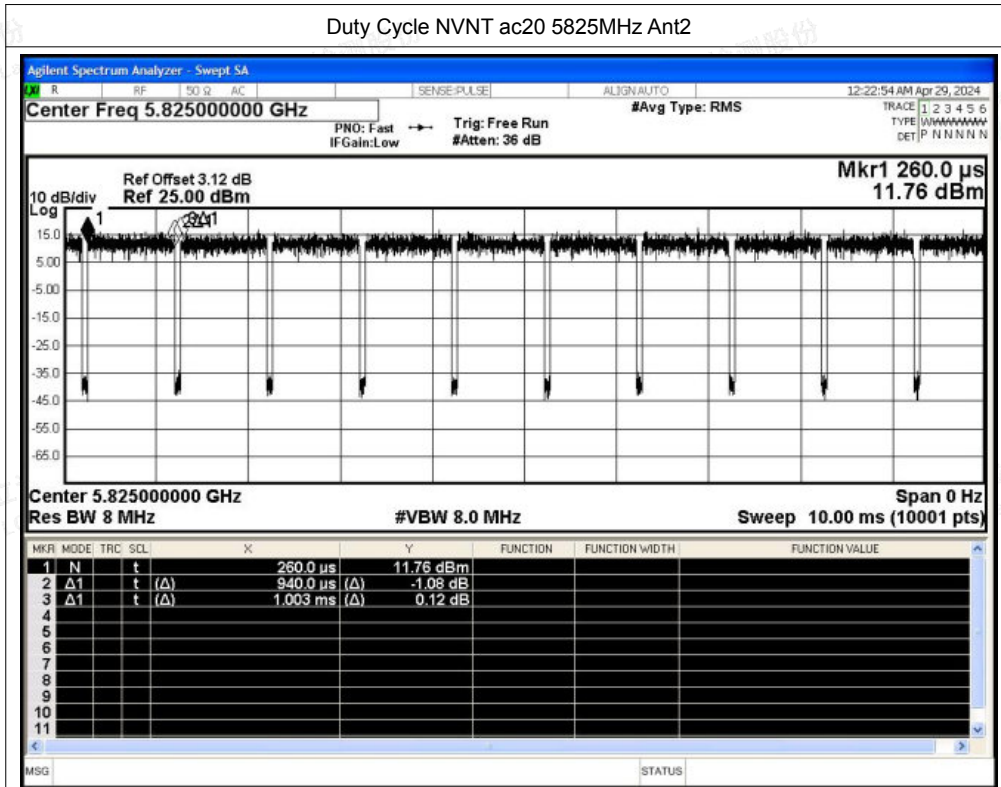 Duty Cycle NVNT ac20 5825MHz Ant2
Agilent Spectrum Analyzer - Swept SA
LXI R RF 50 Ω AC SENSE:PULSE ALIGN AUTO 12:22:54 AM Apr 29, 2024
Center Freq 5.825000000 GHz #Avg Type: RMS TRACE 1 2 3 4 5 6
PNO: Fast Trig: Free Run TYPE
IFGain:Low #Atten: 36 dB DET P N N N N N
Mkr1 260.0 µs
Ref Offset 3.12 dB
10 dB/div Ref 25.00 dBm 11.76 dBm
Log
1
15.0
5.00
-5.00
-15.0
-25.0
-35.0
-45.0
-55.0
-65.0
Center 5.825000000 GHz Span 0 Hz
Res BW 8 MHz #VBW 8.0 MHz Sweep 10.00 ms (10001 pts)
MKR MODE TRC SCL X Y FUNCTION FUNCTION WIDTH FUNCTION VALUE
1 N t 260.0 µs 11.76 dBm
2 Δ1 t (Δ) 940.0 µs (Δ) -1.08 dB
3 Δ1 t (Δ) 1.003 ms (Δ) 0.12 dB
4
5
6
7
8
9
10
11
MSG STATUS